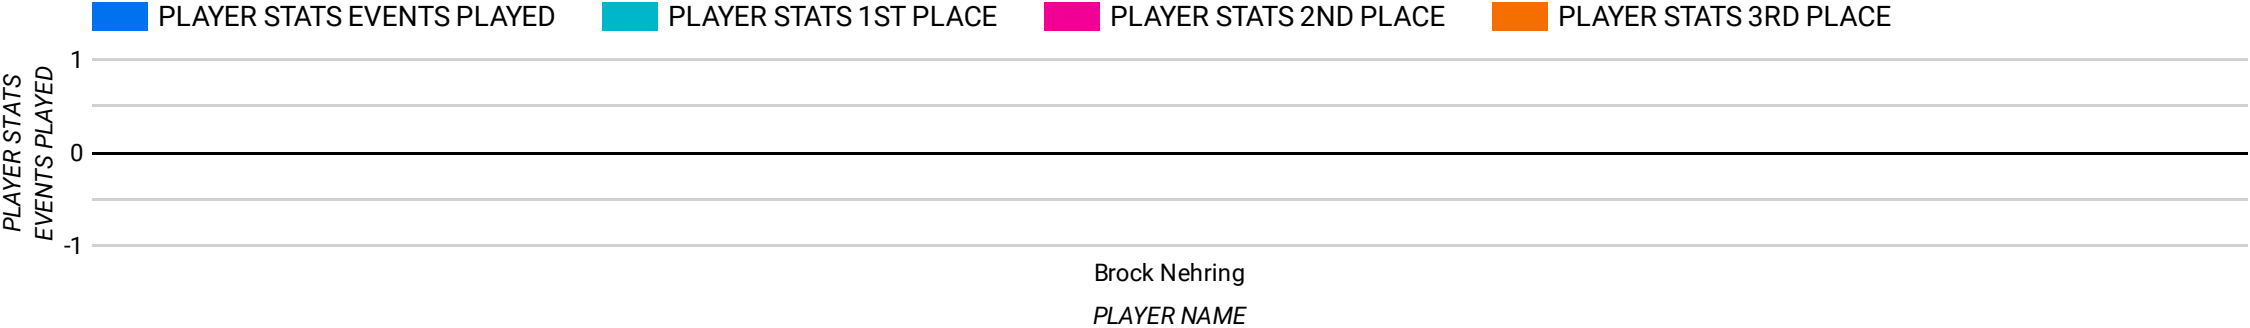 PLAYER STATS EVENTS PLAYED
PLAYER STATS 1ST PLACE
PLAYER STATS 2ND PLACE
PLAYER STATS 3RD PLACE
PLAYER STATS
EVENTS PLAYED
1
0
-1
Brock Nehring
PLAYER NAME